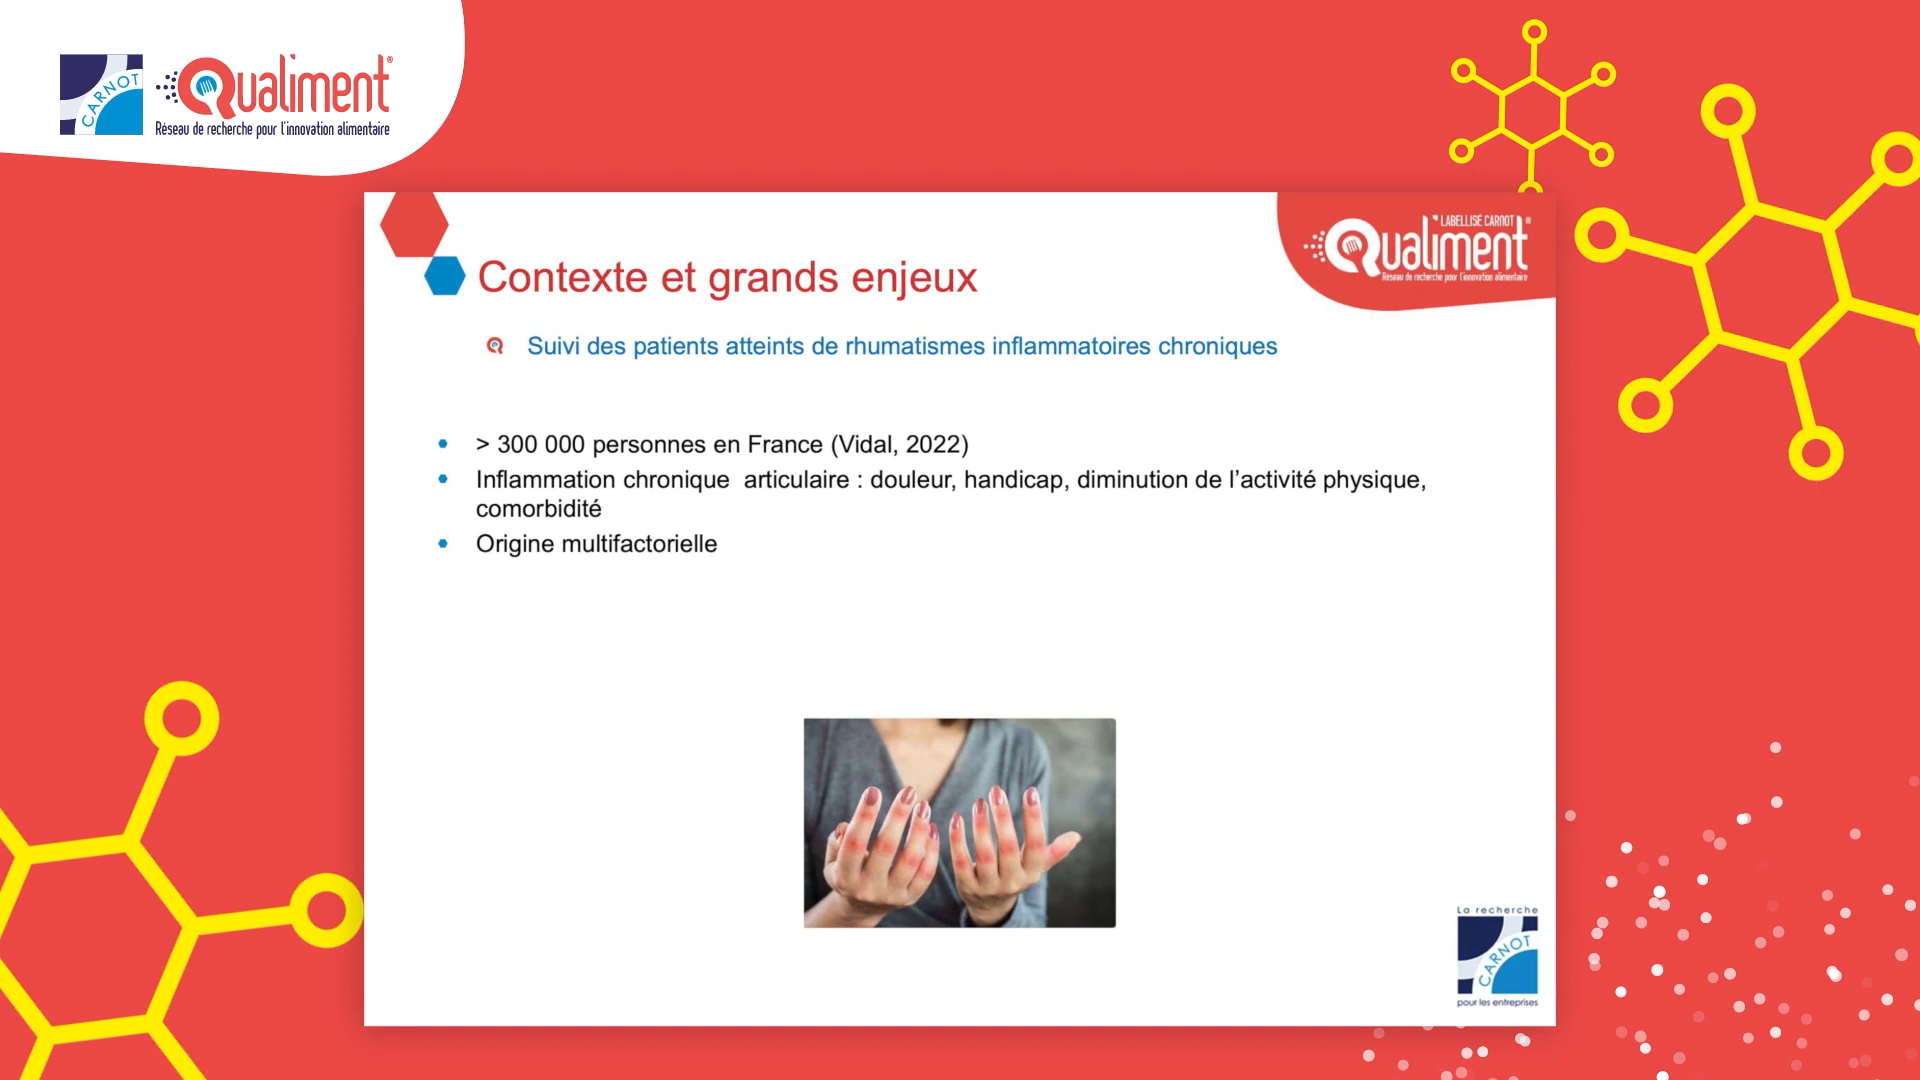 CARNOT
Qualiment®
Réseau de recherche pour l'innovation alimentaire
LABELLISÉ CARNOT
Qualiment®
Réseau de recherche pour l'innovation alimentaire
Contexte et grands enjeux
Suivi des patients atteints de rhumatismes inflammatoires chroniques
> 300 000 personnes en France (Vidal, 2022)
Inflammation chronique  articulaire : douleur, handicap, diminution de l’activité physique,
comorbidité
Origine multifactorielle
La recherche
CARNOT
pour les entreprises